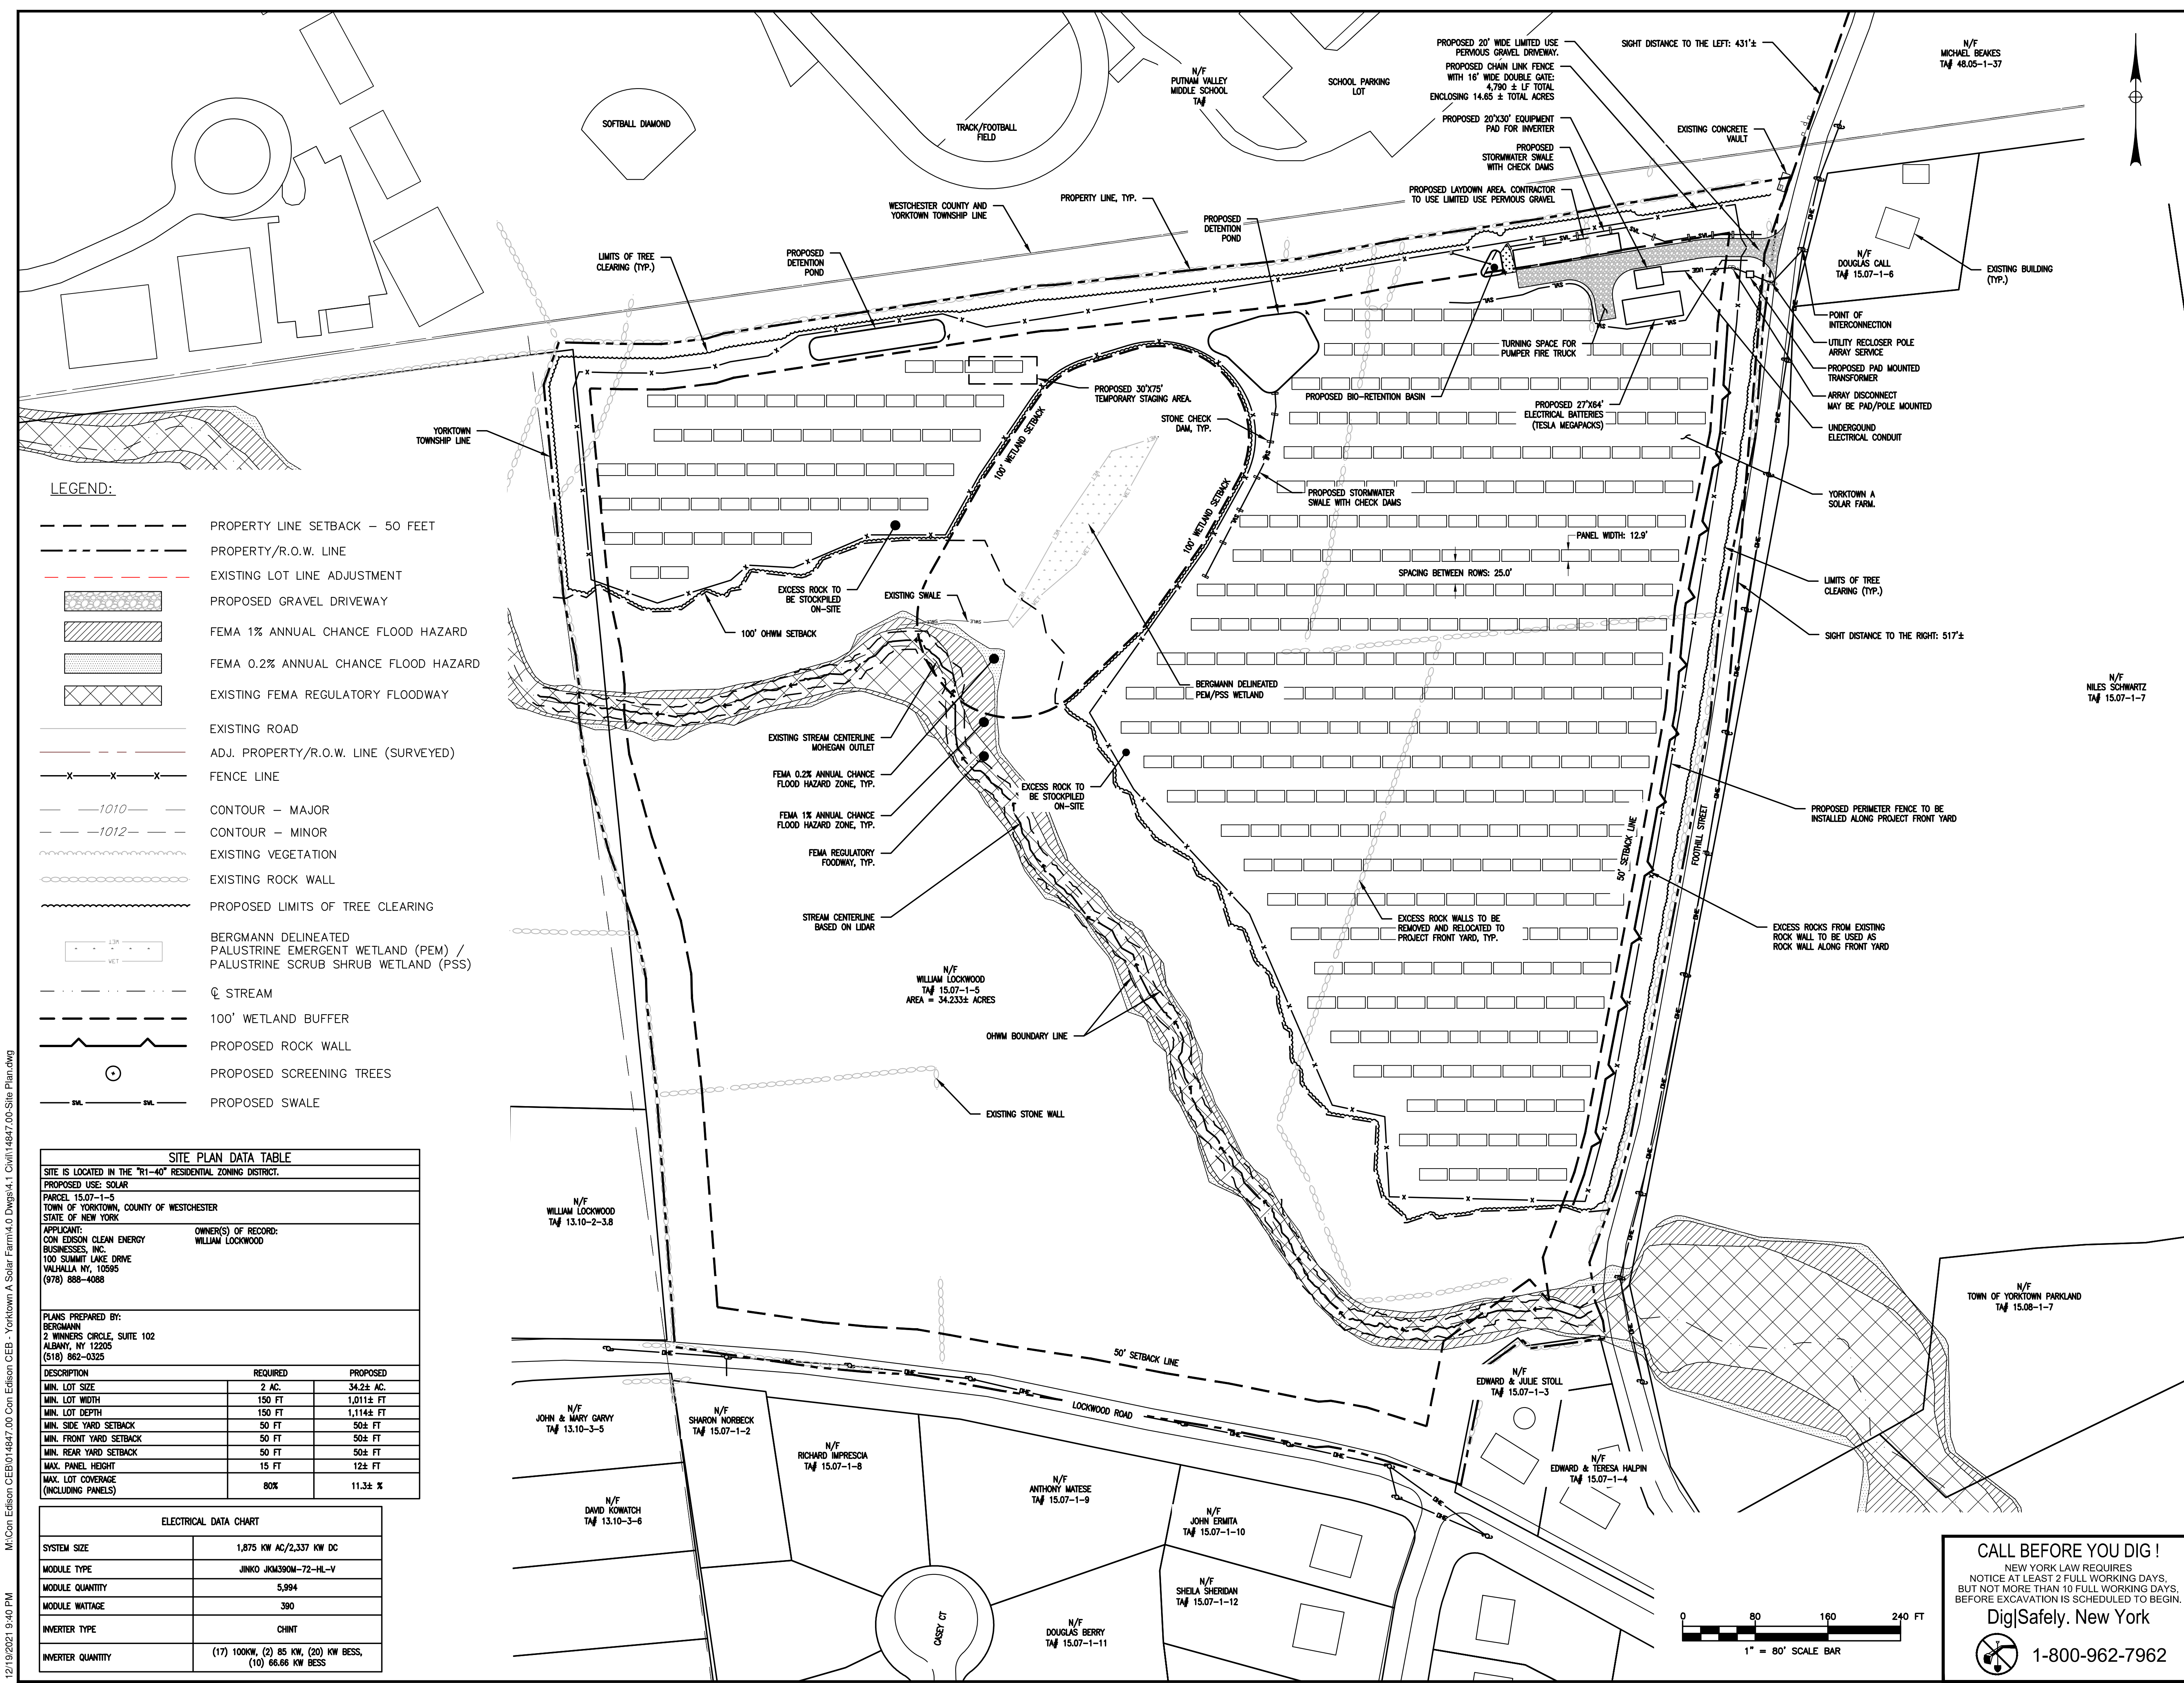 N/F
PUTNAM VALLEY
MIDDLE SCHOOL
TA#
SCHOOL PARKING
LOT
SOFTBALL DIAMOND
TRACK/FOOTBALL
FIELD
PROPOSED 20' WIDE LIMITED USE
PERVIOUS GRAVEL DRIVEWAY.
PROPOSED CHAIN LINK FENCE
WITH 16' WIDE DOUBLE GATE:
4,790 ± LF TOTAL
ENCLOSING 14.65 ± TOTAL ACRES
PROPOSED 20'X30' EQUIPMENT
PAD FOR INVERTER
PROPOSED
STORMWATER SWALE
WITH CHECK DAMS
PROPOSED LAYDOWN AREA. CONTRACTOR
TO USE LIMITED USE PERVIOUS GRAVEL
SIGHT DISTANCE TO THE LEFT: 431'±
EXISTING CONCRETE
VAULT
N/F
MICHAEL BEAKES
TA# 48.05-1-37
WESTCHESTER COUNTY AND
YORKTOWN TOWNSHIP LINE
PROPERTY LINE, TYP.
PROPOSED
DETENTION
POND
LIMITS OF TREE
CLEARING (TYP.)
PROPOSED
DETENTION
POND
N/F
DOUGLAS CALL
TA# 15.07-1-6
EXISTING BUILDING
(TYP.)
POINT OF
INTERCONNECTION
UTILITY RECLOSER POLE
ARRAY SERVICE
PROPOSED PAD MOUNTED
TRANSFORMER
ARRAY DISCONNECT
MAY BE PAD/POLE MOUNTED
UNDERGOUND
ELECTRICAL CONDUIT
TURNING SPACE FOR
PUMPER FIRE TRUCK
PROPOSED BIO-RETENTION BASIN
PROPOSED 27'X64'
ELECTRICAL BATTERIES
(TESLA MEGAPACKS)
PROPOSED 30'X75'
TEMPORARY STAGING AREA.
STONE CHECK
DAM, TYP.
YORKTOWN
TOWNSHIP LINE
100' WETLAND SETBACK
100' WETLAND SETBACK
PROPOSED STORMWATER
SWALE WITH CHECK DAMS
YORKTOWN A
SOLAR FARM.
PANEL WIDTH: 12.9'
SPACING BETWEEN ROWS: 25.0'
LIMITS OF TREE
CLEARING (TYP.)
SIGHT DISTANCE TO THE RIGHT: 517'±
EXCESS ROCK TO
BE STOCKPILED
ON-SITE
EXISTING SWALE
100' OHWM SETBACK
BERGMANN DELINEATED
PEM/PSS WETLAND
N/F
NILES SCHWARTZ
TA# 15.07-1-7
EXISTING STREAM CENTERLINE
MOHEGAN OUTLET
FEMA 0.2% ANNUAL CHANCE
FLOOD HAZARD ZONE, TYP.
EXCESS ROCK TO
BE STOCKPILED
ON-SITE
FEMA 1% ANNUAL CHANCE
FLOOD HAZARD ZONE, TYP.
FEMA REGULATORY
FOODWAY, TYP.
STREAM CENTERLINE
BASED ON LIDAR
50' SETBACK LINE
FOOTHILL STREET
PROPOSED PERIMETER FENCE TO BE
INSTALLED ALONG PROJECT FRONT YARD
EXCESS ROCK WALLS TO BE
REMOVED AND RELOCATED TO
PROJECT FRONT YARD, TYP.
EXCESS ROCKS FROM EXISTING
ROCK WALL TO BE USED AS
ROCK WALL ALONG FRONT YARD
N/F
WILLIAM LOCKWOOD
TA# 15.07-1-5
AREA = 34.233± ACRES
OHWM BOUNDARY LINE
EXISTING STONE WALL
N/F
WILLIAM LOCKWOOD
TA# 13.10-2-3.8
N/F
TOWN OF YORKTOWN PARKLAND
TA# 15.08-1-7
50' SETBACK LINE
LOCKWOOD ROAD
N/F
EDWARD & JULIE STOLL
TA# 15.07-1-3
N/F
EDWARD & TERESA HALPIN
TA# 15.07-1-4
N/F
JOHN & MARY GARVY
TA# 13.10-3-5
N/F
SHARON NORBECK
TA# 15.07-1-2
N/F
RICHARD IMPRESCIA
TA# 15.07-1-8
N/F
ANTHONY MATESE
TA# 15.07-1-9
N/F
DAVID KOWATCH
TA# 13.10-3-6
N/F
JOHN ERMITA
TA# 15.07-1-10
N/F
SHEILA SHERIDAN
TA# 15.07-1-12
N/F
DOUGLAS BERRY
TA# 15.07-1-11
CASEY CT
LEGEND:
PROPERTY LINE SETBACK – 50 FEET
PROPERTY/R.O.W. LINE
EXISTING LOT LINE ADJUSTMENT
PROPOSED GRAVEL DRIVEWAY
FEMA 1% ANNUAL CHANCE FLOOD HAZARD
FEMA 0.2% ANNUAL CHANCE FLOOD HAZARD
EXISTING FEMA REGULATORY FLOODWAY
EXISTING ROAD
ADJ. PROPERTY/R.O.W. LINE (SURVEYED)
X X X FENCE LINE
1010 CONTOUR – MAJOR
1012 CONTOUR – MINOR
EXISTING VEGETATION
EXISTING ROCK WALL
PROPOSED LIMITS OF TREE CLEARING
WET WET BERGMANN DELINEATED
PALUSTRINE EMERGENT WETLAND (PEM) /
PALUSTRINE SCRUB SHRUB WETLAND (PSS)
℄ STREAM
100' WETLAND BUFFER
PROPOSED ROCK WALL
PROPOSED SCREENING TREES
SWL SWL PROPOSED SWALE
SITE PLAN DATA TABLE
SITE IS LOCATED IN THE "R1-40" RESIDENTIAL ZONING DISTRICT.
PROPOSED USE: SOLAR
PARCEL 15.07-1-5
TOWN OF YORKTOWN, COUNTY OF WESTCHESTER
STATE OF NEW YORK
APPLICANT: OWNER(S) OF RECORD:
CON EDISON CLEAN ENERGY WILLIAM LOCKWOOD
BUSINESSES, INC.
100 SUMMIT LAKE DRIVE
VALHALLA NY, 10595
(978) 888-4088
PLANS PREPARED BY:
BERGMANN
2 WINNERS CIRCLE, SUITE 102
ALBANY, NY 12205
(518) 862-0325
DESCRIPTION REQUIRED PROPOSED
MIN. LOT SIZE 2 AC. 34.2± AC.
MIN. LOT WIDTH 150 FT 1,011± FT
MIN. LOT DEPTH 150 FT 1,114± FT
MIN. SIDE YARD SETBACK 50 FT 50± FT
MIN. FRONT YARD SETBACK 50 FT 50± FT
MIN. REAR YARD SETBACK 50 FT 50± FT
MAX. PANEL HEIGHT 15 FT 12± FT
MAX. LOT COVERAGE
(INCLUDING PANELS) 80% 11.3± %
ELECTRICAL DATA CHART
SYSTEM SIZE 1,875 KW AC/2,337 KW DC
MODULE TYPE JINKO JKM390M-72-HL-V
MODULE QUANTITY 5,994
MODULE WATTAGE 390
INVERTER TYPE CHINT
INVERTER QUANTITY (17) 100KW, (2) 85 KW, (20) KW BESS,
(10) 66.66 KW BESS
0 80 160 240 FT
1" = 80' SCALE BAR
CALL BEFORE YOU DIG !
NEW YORK LAW REQUIRES
NOTICE AT LEAST 2 FULL WORKING DAYS,
BUT NOT MORE THAN 10 FULL WORKING DAYS,
BEFORE EXCAVATION IS SCHEDULED TO BEGIN.
Dig|Safely. New York
1-800-962-7962
12/19/2021 9:40 PM M:\Con Edison CEB\014847.00 Con Edison CEB - Yorktown A Solar Farm\4.0 Dwgs\4.1 Civil\14847.00-Site Plan.dwg